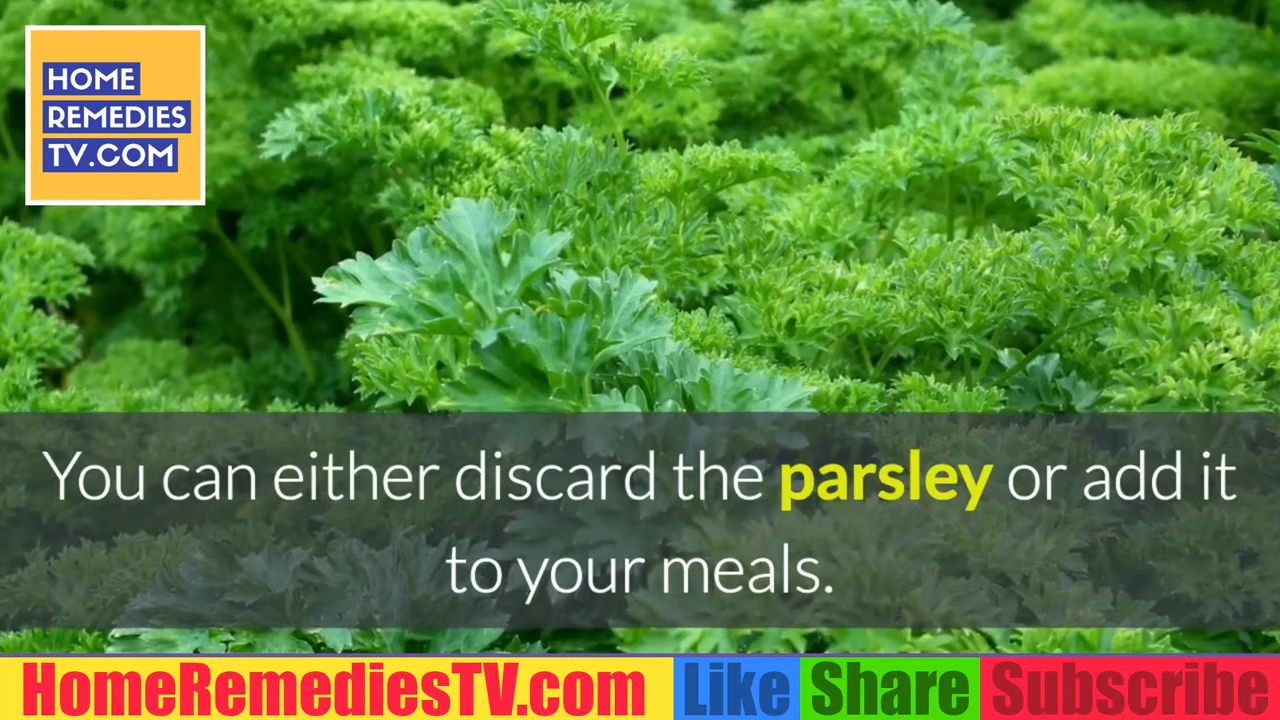 HOME
REMEDIES
TV.COM
You can either discard the parsley or add it
to your meals.
HomeRemediesTV.com Like Share Subscribe